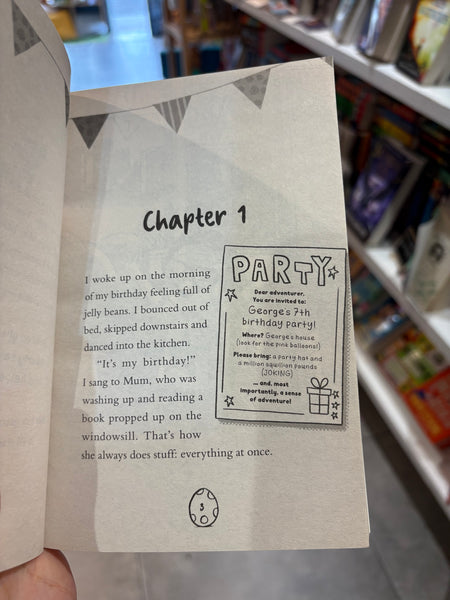 Chapter 1
I woke up on the morning
of my birthday feeling full of
jelly beans. I bounced out of
bed, skipped downstairs and
danced into the kitchen.
"It's my birthday!"
I sang to Mum, who was
washing up and reading a
book propped up on the
windowsill. That's how
she always does stuff: everything at once.
PARTY
Dear adventurer,
You are invited to:
George's 7th
birthday party!
Where? George's house
(look for the pink balloons!)
Please bring: a party hat and
a million squillion pounds
(JOKING)
... and, most
importantly, a sense
of adventure!
3